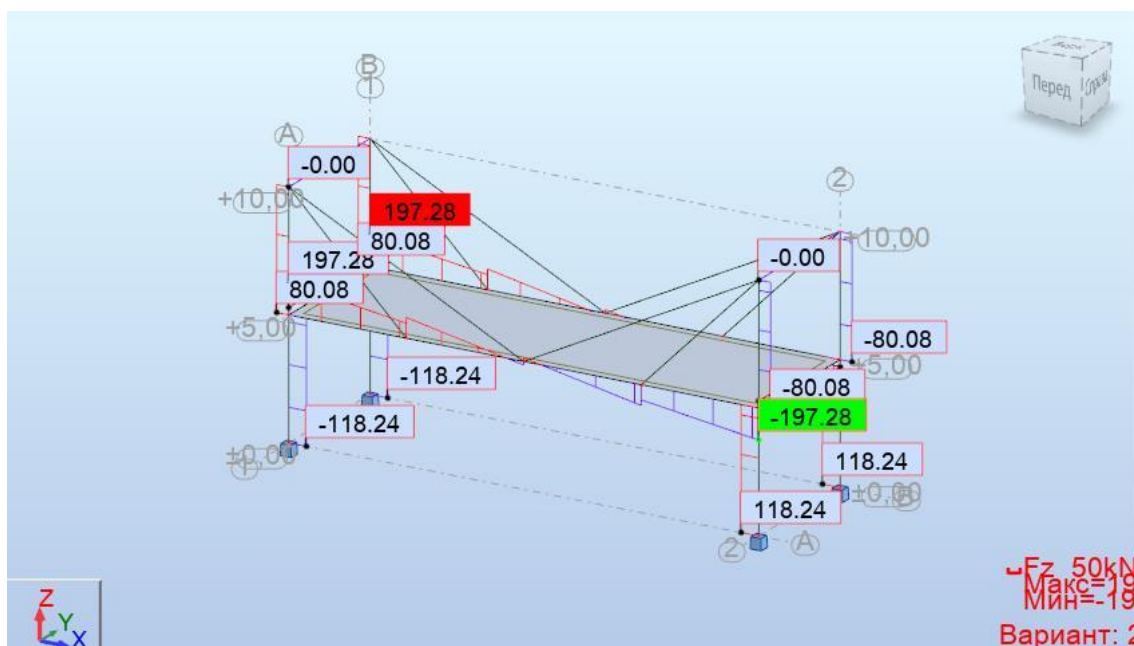 B
1
A
-0.00
+10,00
197.28
80.08
197.28
80.08
+5,00
2
+10,00
-0.00
-80.08
+5,00
-118.24
-80.08
-197.28
-118.24
118.24
±0,00
1
±0,00
B
118.24
2
A
Перед
Справа
Z
Y
X
Fz 50kN
Макс=19
Мин=-19
Вариант: 2